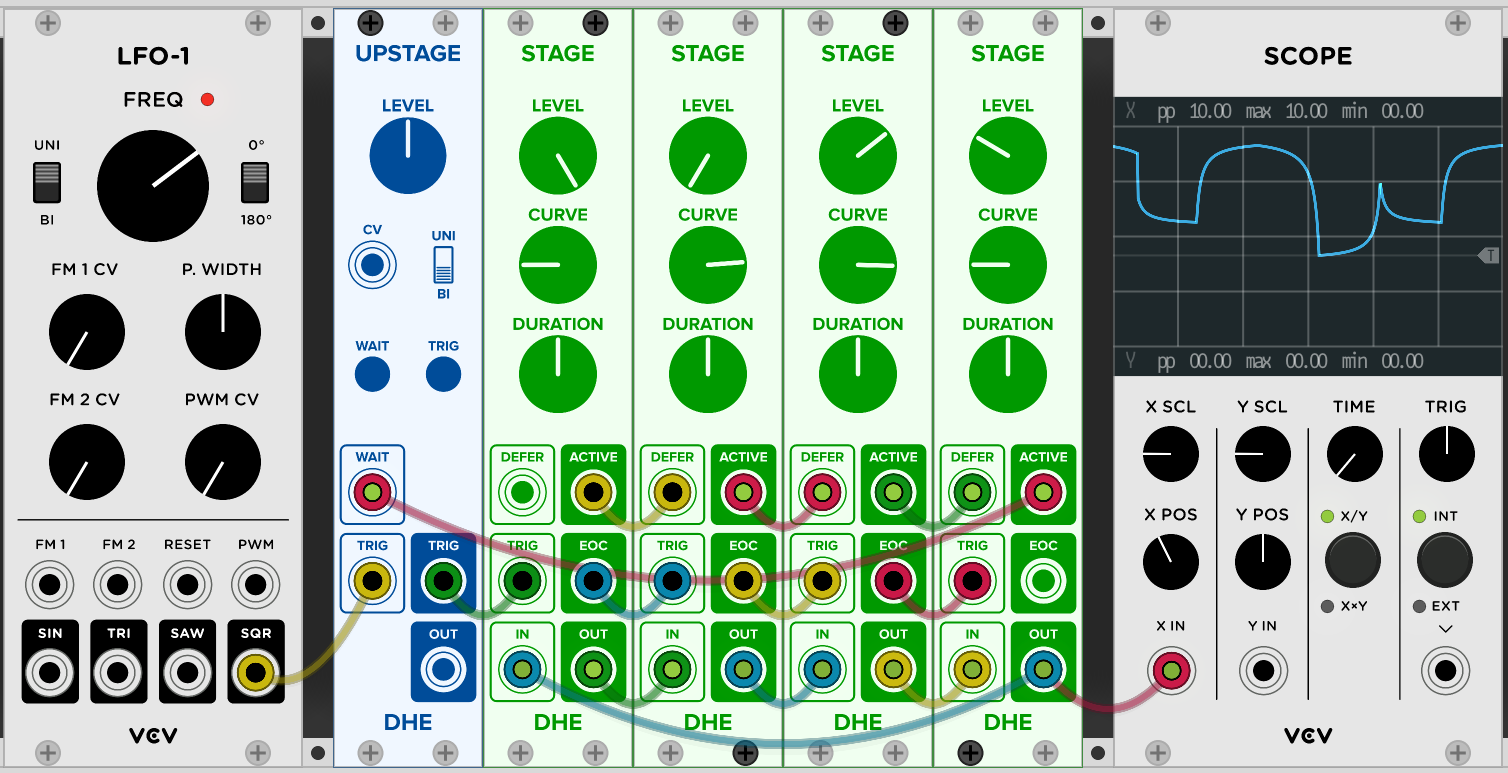 LFO-1
FREQ
UNI
0°
BI
180°
FM 1 CV
P. WIDTH
FM 2 CV
PWM CV
FM 1
FM 2
RESET
PWM
SIN
TRI
SAW
SQR
VCV
UPSTAGE
LEVEL
CV
UNI
BI
WAIT
TRIG
WAIT
TRIG
TRIG
OUT
DHE
STAGE
LEVEL
CURVE
DURATION
DEFER
ACTIVE
TRIG
EOC
IN
OUT
DHE
STAGE
LEVEL
CURVE
DURATION
DEFER
ACTIVE
TRIG
EOC
IN
OUT
DHE
STAGE
LEVEL
CURVE
DURATION
DEFER
ACTIVE
TRIG
EOC
IN
OUT
DHE
STAGE
LEVEL
CURVE
DURATION
DEFER
ACTIVE
TRIG
EOC
IN
OUT
DHE
SCOPE
X pp 10.00 max 10.00 min 00.00
T
Y pp 00.00 max 00.00 min 00.00
X SCL
Y SCL
TIME
TRIG
X POS
Y POS
X/Y
INT
X×Y
EXT
X IN
Y IN
VCV